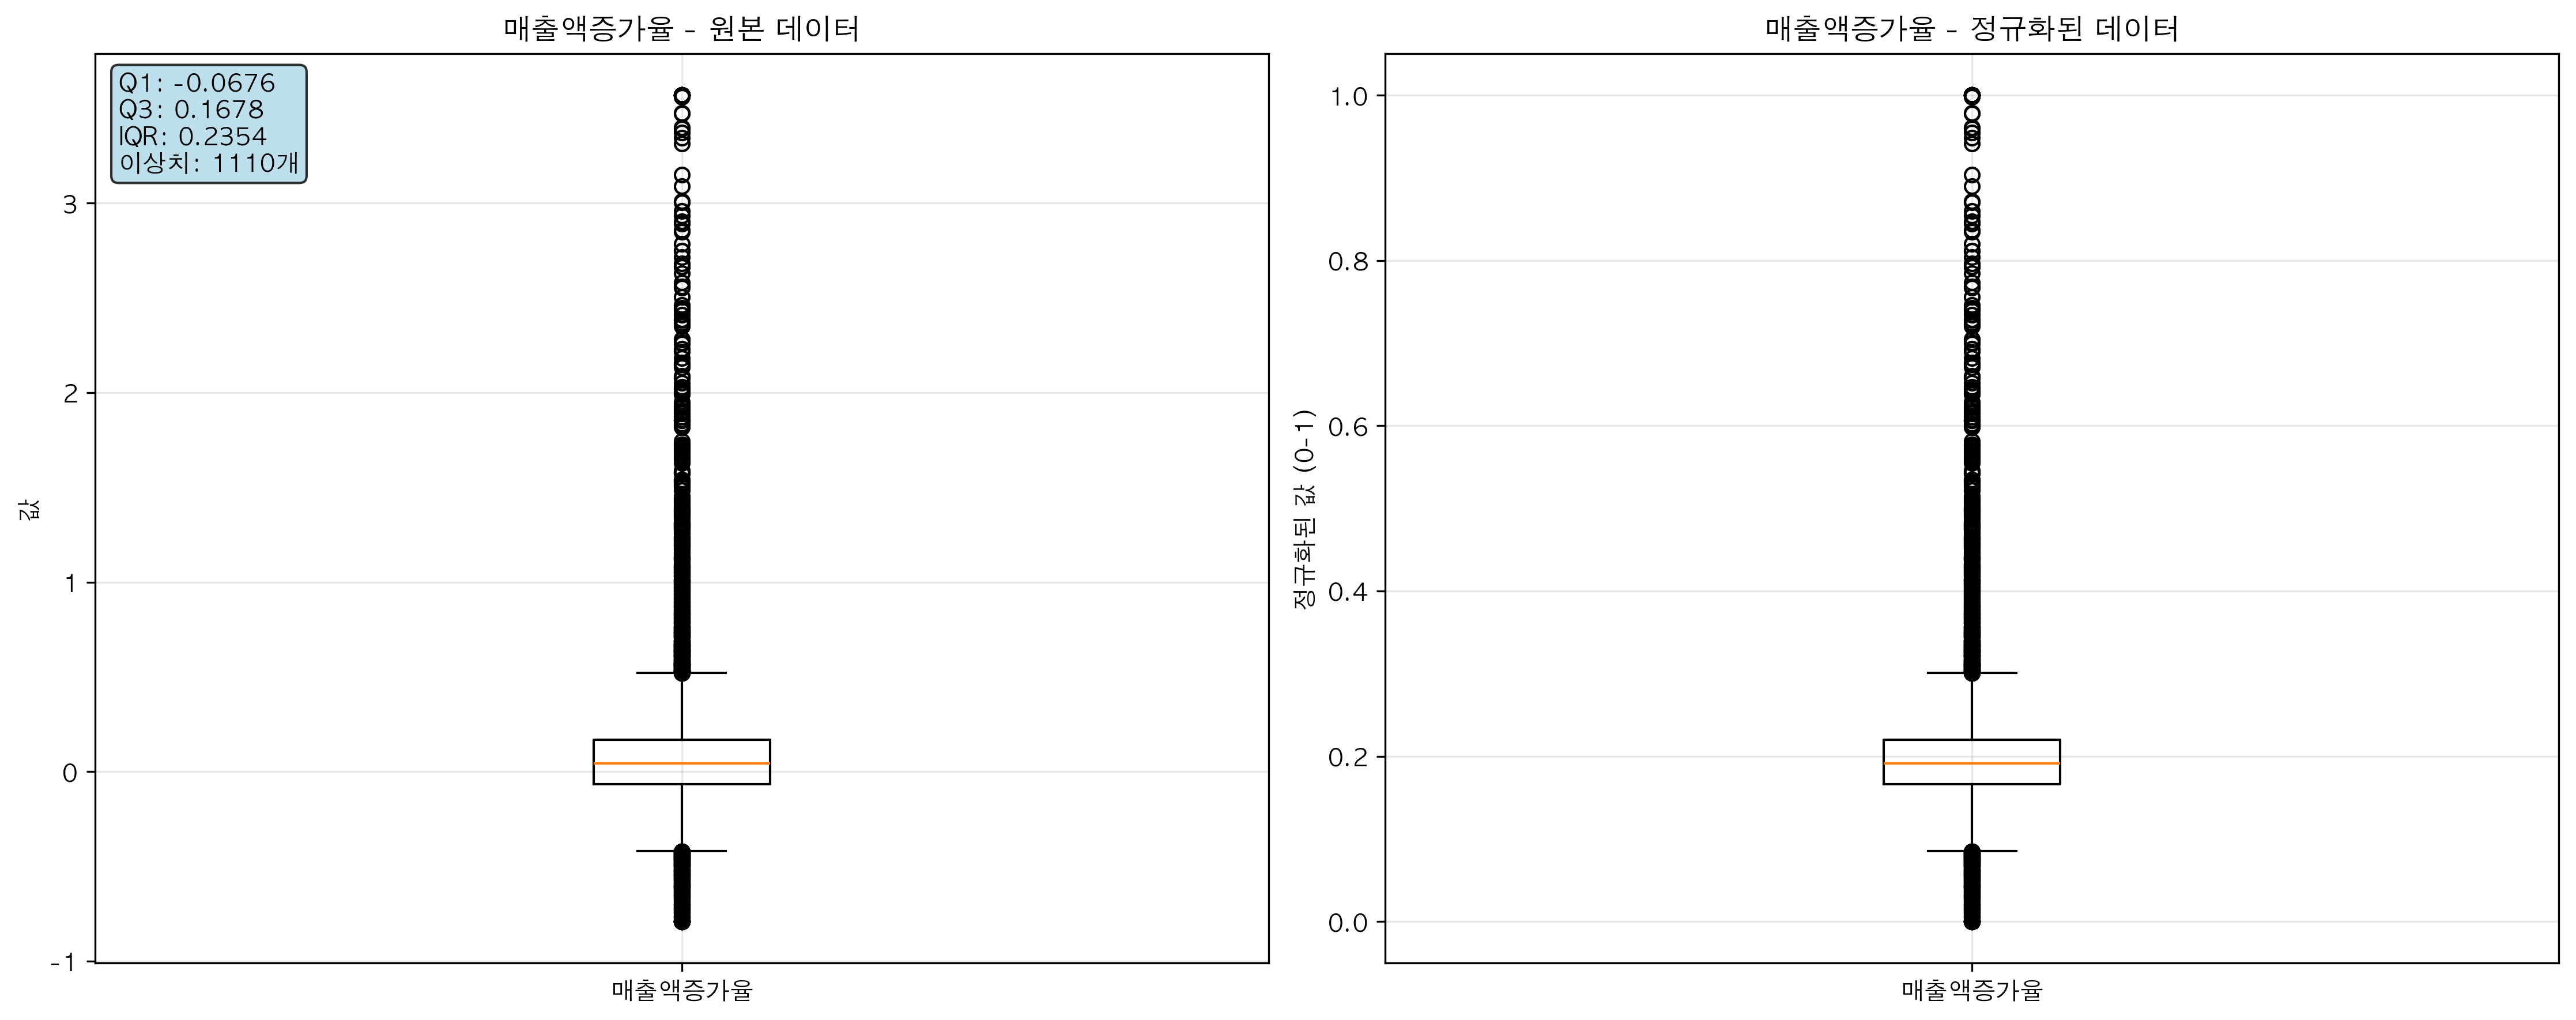 매출액증가율 - 원본 데이터
Q1: -0.0676
Q3: 0.1678
IQR: 0.2354
이상치: 1110개
3
2
1
0
-1
값
매출액증가율
매출액증가율 - 정규화된 데이터
1.0
0.8
0.6
0.4
0.2
0.0
정규화된 값 (0-1)
매출액증가율